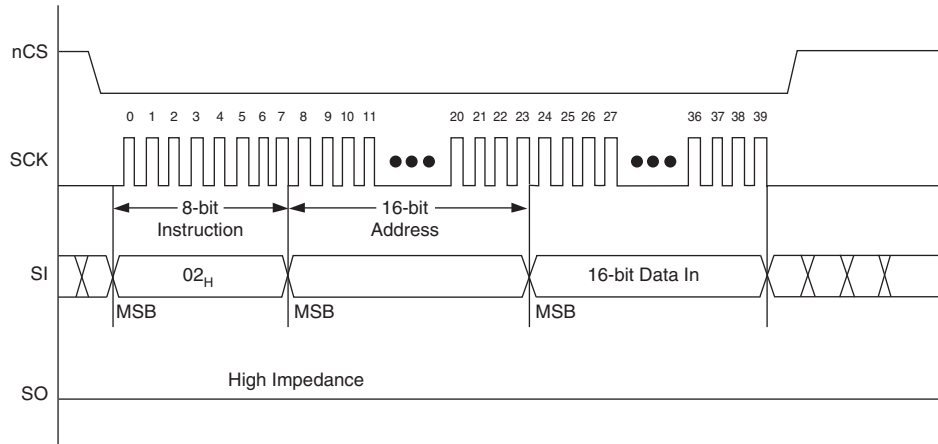 nCS
0 1 2 3 4 5 6 7 8 9 10 11 20 21 22 23 24 25 26 27 36 37 38 39
SCK
8-bit
Instruction
16-bit
Address
SI
02H
16-bit Data In
MSB MSB MSB
High Impedance
SO